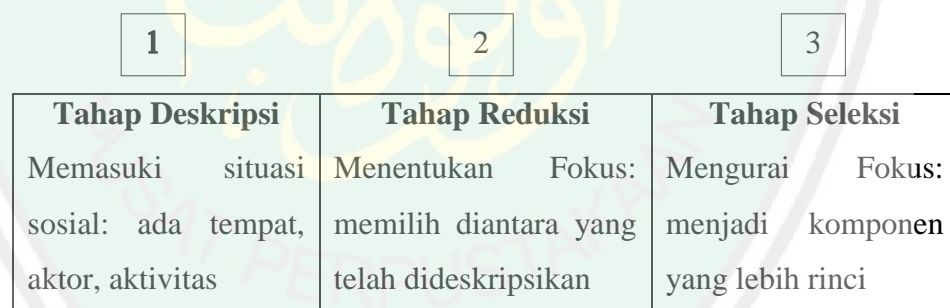 1 2 3
Tahap Deskripsi Tahap Reduksi Tahap Seleksi
Memasuki situasi Menentukan Fokus: Mengurai Fokus:
sosial: ada tempat, memilih diantara yang menjadi komponen
aktor, aktivitas telah dideskripsikan yang lebih rinci